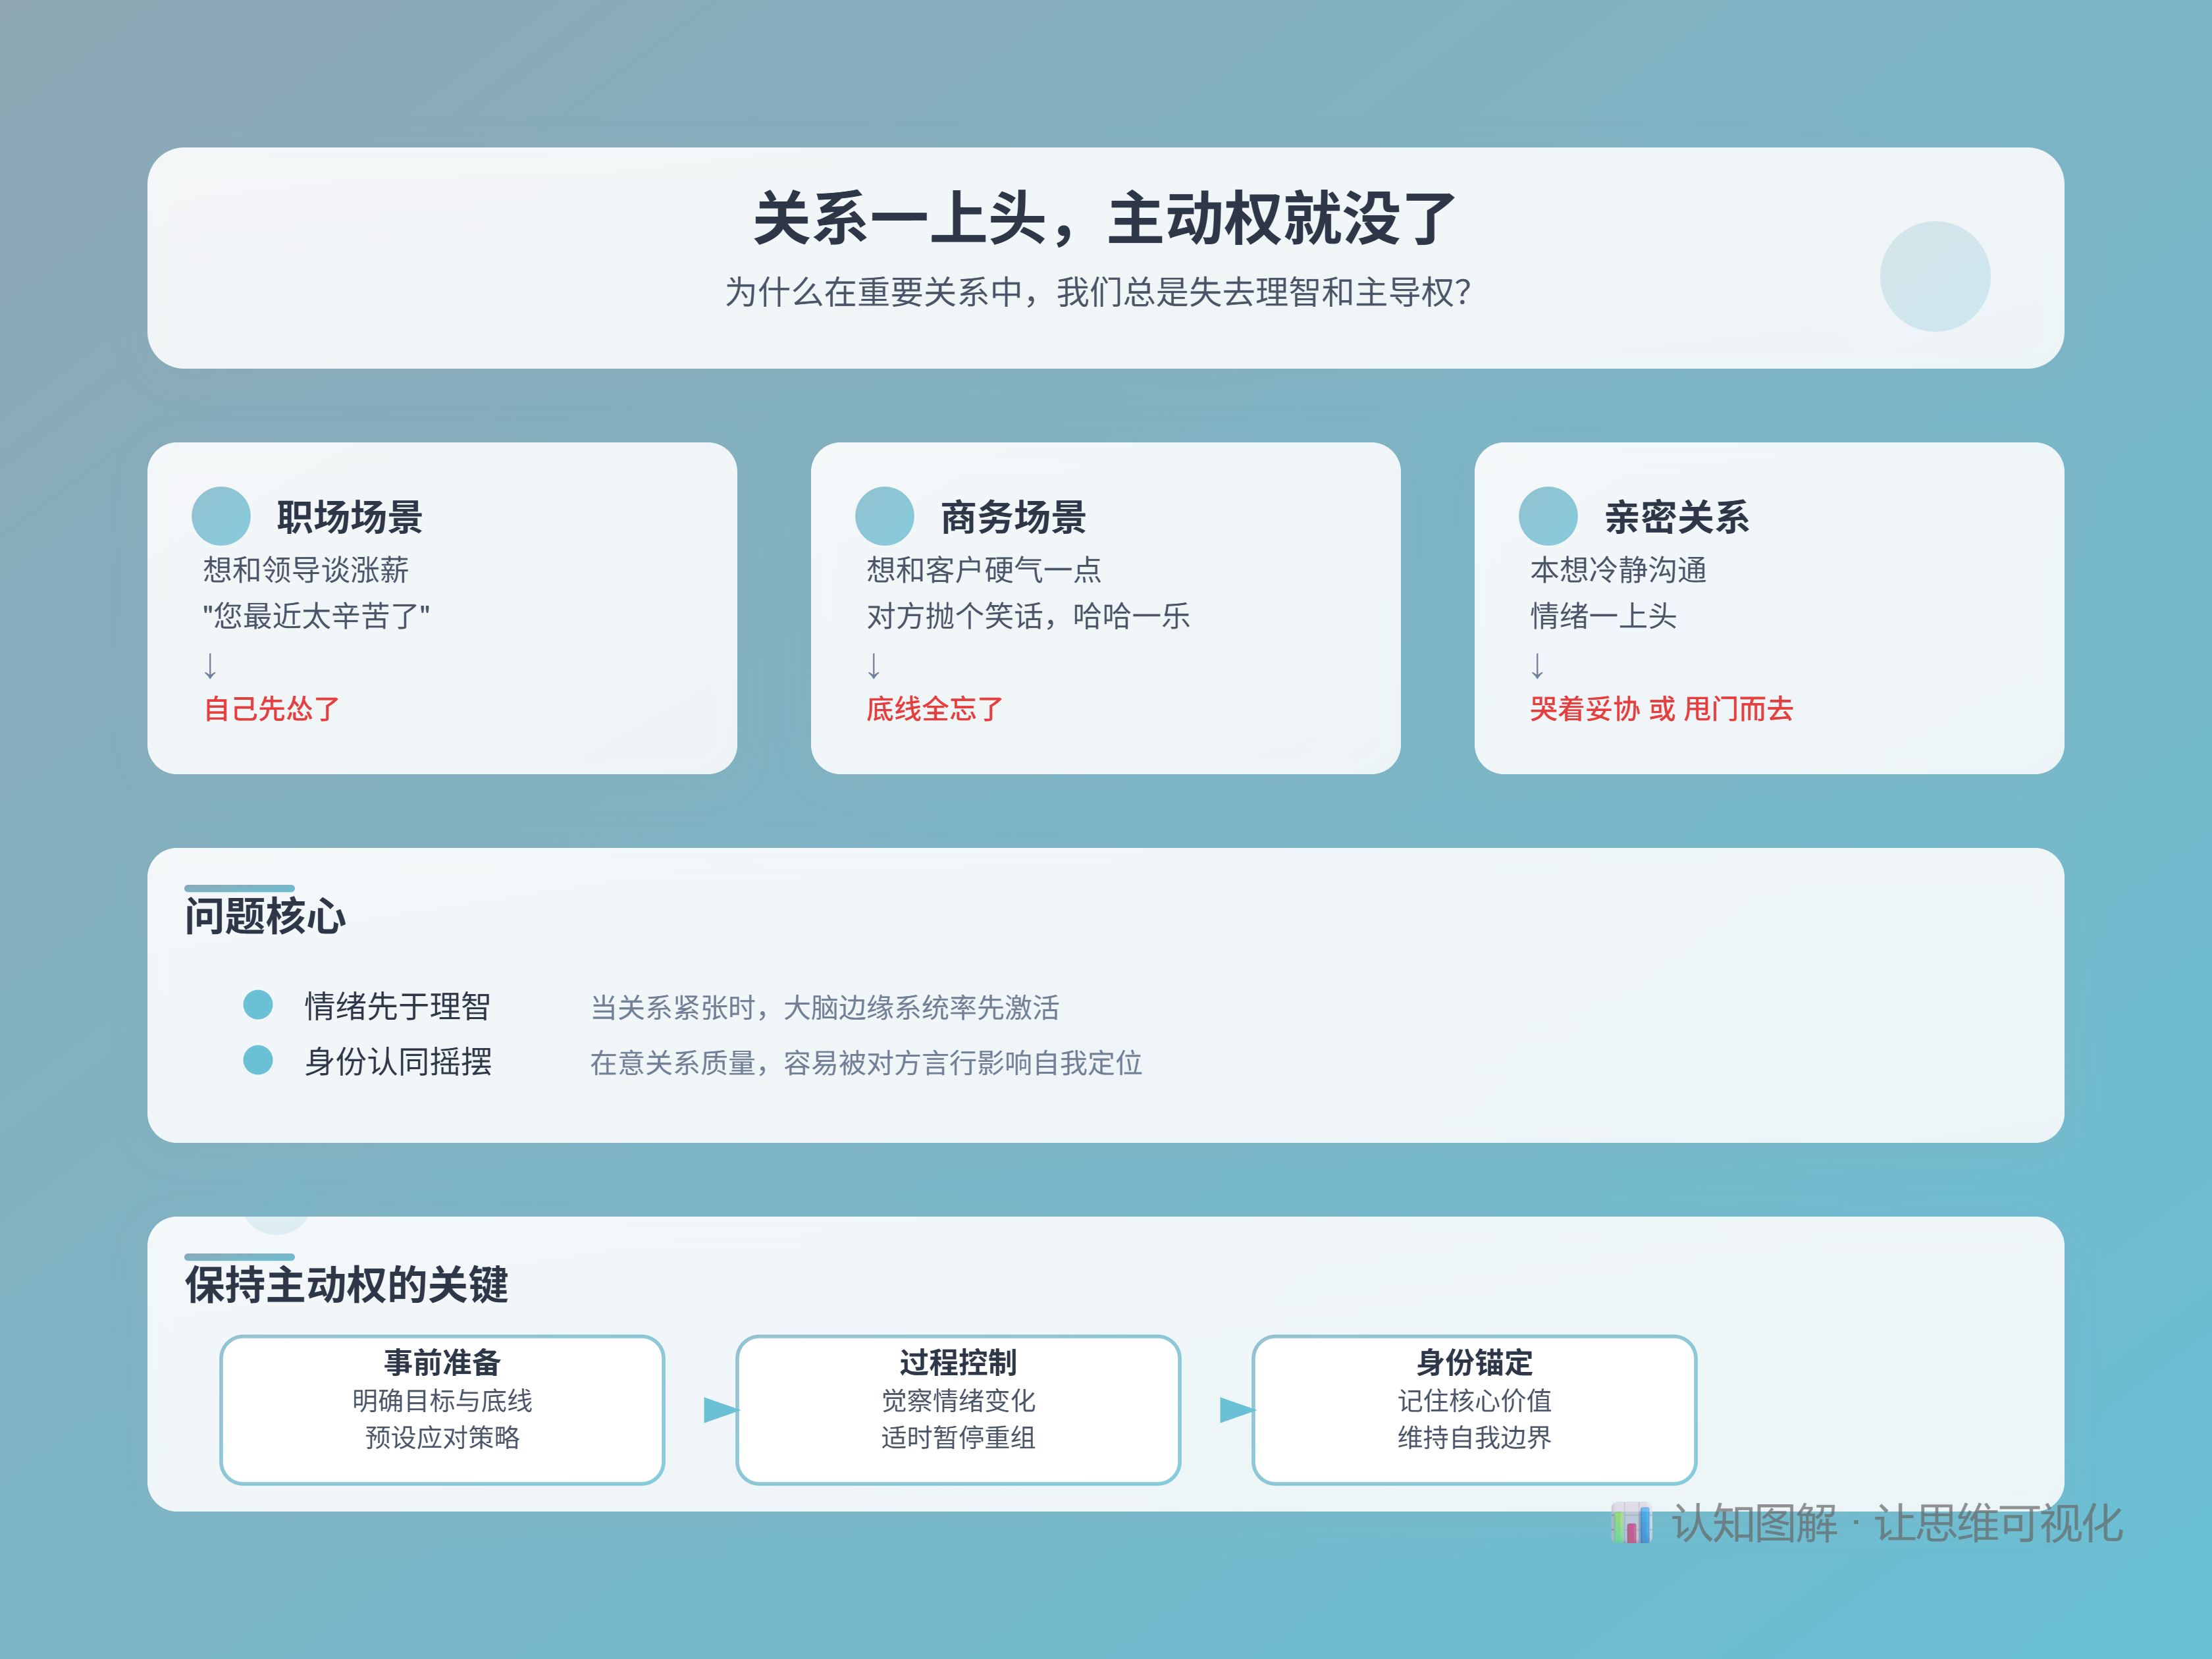 关系一上头，主动权就没了
为什么在重要关系中，我们总是失去理智和主导权？
职场场景
想和领导谈涨薪
"您最近太辛苦了"
↓
自己先怂了
商务场景
想和客户硬气一点
对方抛个笑话，哈哈一乐
↓
底线全忘了
亲密关系
本想冷静沟通
情绪一上头
↓
哭着妥协 或 甩门而去
问题核心
情绪先于理智 当关系紧张时，大脑边缘系统率先激活
身份认同摇摆 在意关系质量，容易被对方言行影响自我定位
保持主动权的关键
事前准备
明确目标与底线
预设应对策略
过程控制
觉察情绪变化
适时暂停重组
身份锚定
记住核心价值
维持自我边界
认知图解 · 让思维可视化